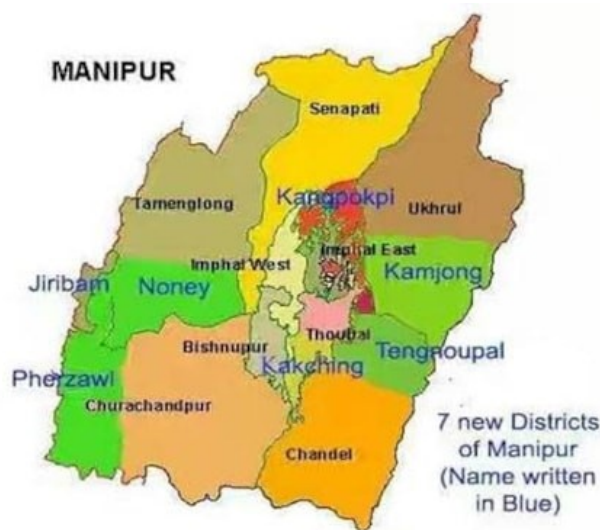 MANIPUR
Senapati
Kangpokpi
Tamenglong
Ukhrul
Imphal East
Imphal West
Kamjong
Jiribam
Noney
Thoubal
Bishnupur
Kakching
Tengnoupal
Pherzawl
Churachandpur
Chandel
7 new Districts
of Manipur
(Name written
in Blue)